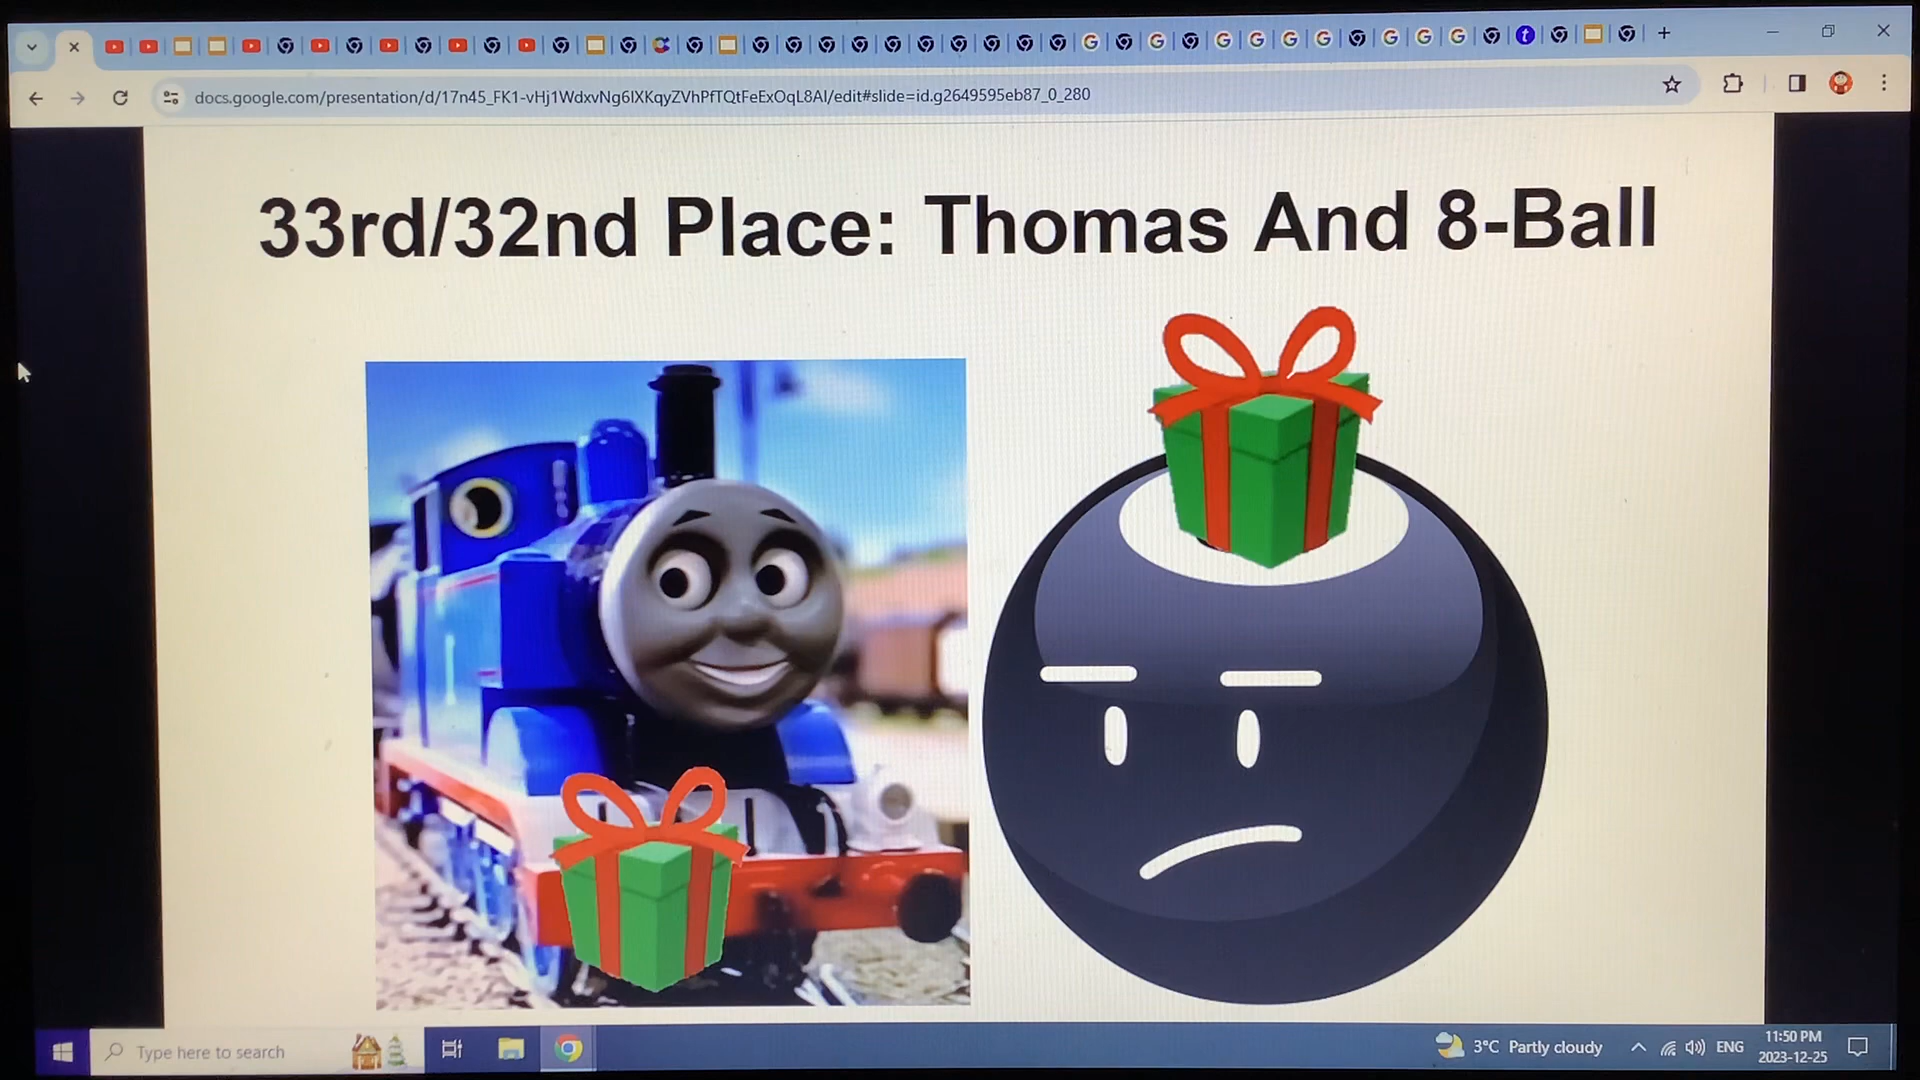 docs.google.com/presentation/d/17n45_FK1-vHj1WdxvNg6lXKqyZVhPfTQtFeExOqL8AI/edit#slide=id.g2649595eb87_0_280
33rd/32nd Place: Thomas And 8-Ball
Type here to search
3°C Partly cloudy
ENG
11:50 PM
2023-12-25